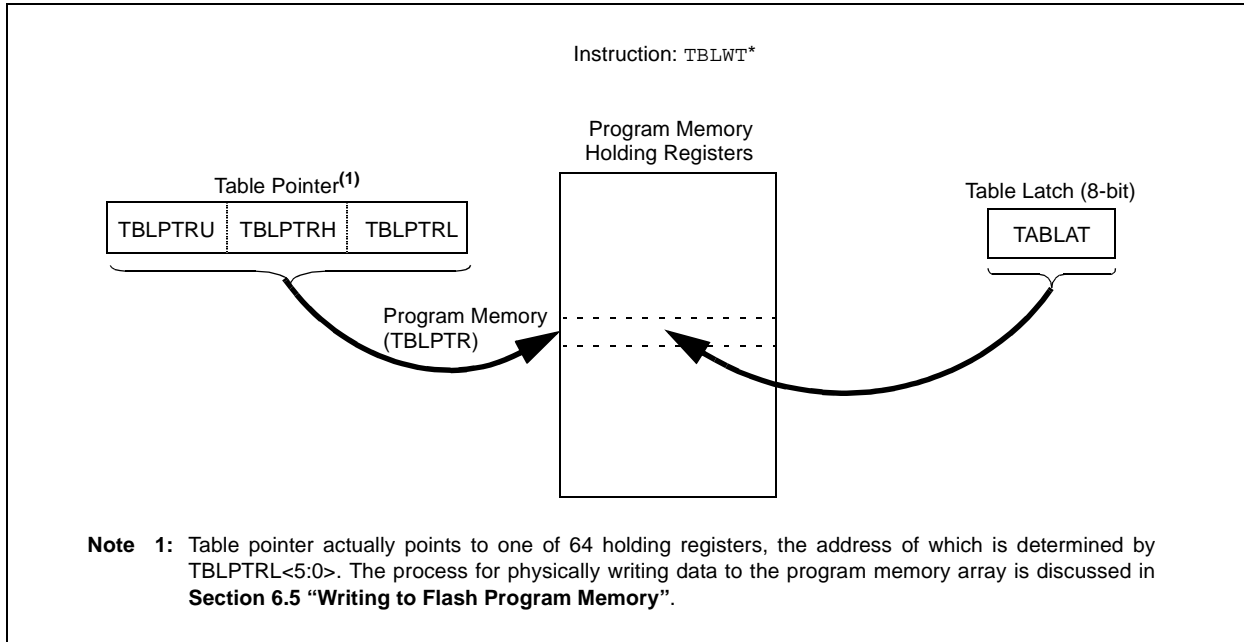 Instruction: TBLWT*
Program Memory
Holding Registers
Table Pointer(1)
Table Latch (8-bit)
TBLPTRU TBLPTRH TBLPTRL
TABLAT
Program Memory
(TBLPTR)
Note 1: Table pointer actually points to one of 64 holding registers, the address of which is determined by
TBLPTRL<5:0>. The process for physically writing data to the program memory array is discussed in
Section 6.5 “Writing to Flash Program Memory”.